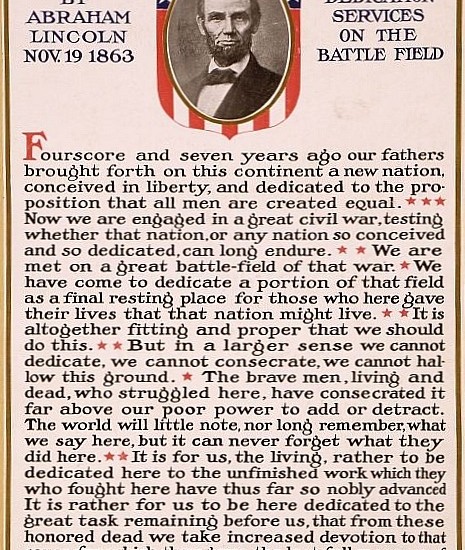 BY
ABRAHAM
LINCOLN
NOV. 19 1863
DEDICATION
SERVICES
ON THE
BATTLE FIELD
Fourscore and seven years ago our fathers
brought forth on this continent a new nation,
conceived in liberty, and dedicated to the pro-
position that all men are created equal. ★★★
Now we are engaged in a great civil war, testing
whether that nation, or any nation so conceived
and so dedicated, can long endure. ★ ★ We are
met on a great battle-field of that war. ★ We
have come to dedicate a portion of that field
as a final resting place for those who here gave
their lives that that nation might live. ★ ★ It is
altogether fitting and proper that we should
do this. ★★ But in a larger sense we cannot
dedicate, we cannot consecrate, we cannot hal-
low this ground. ★ The brave men, living and
dead, who struggled here, have consecrated it
far above our poor power to add or detract.
The world will little note, nor long remember, what
we say here, but it can never forget what they
did here. ★★ It is for us, the living, rather to be
dedicated here to the unfinished work which they
who fought here have thus far so nobly advanced
It is rather for us to be here dedicated to the
great task remaining before us, that from these
honored dead we take increased devotion to that